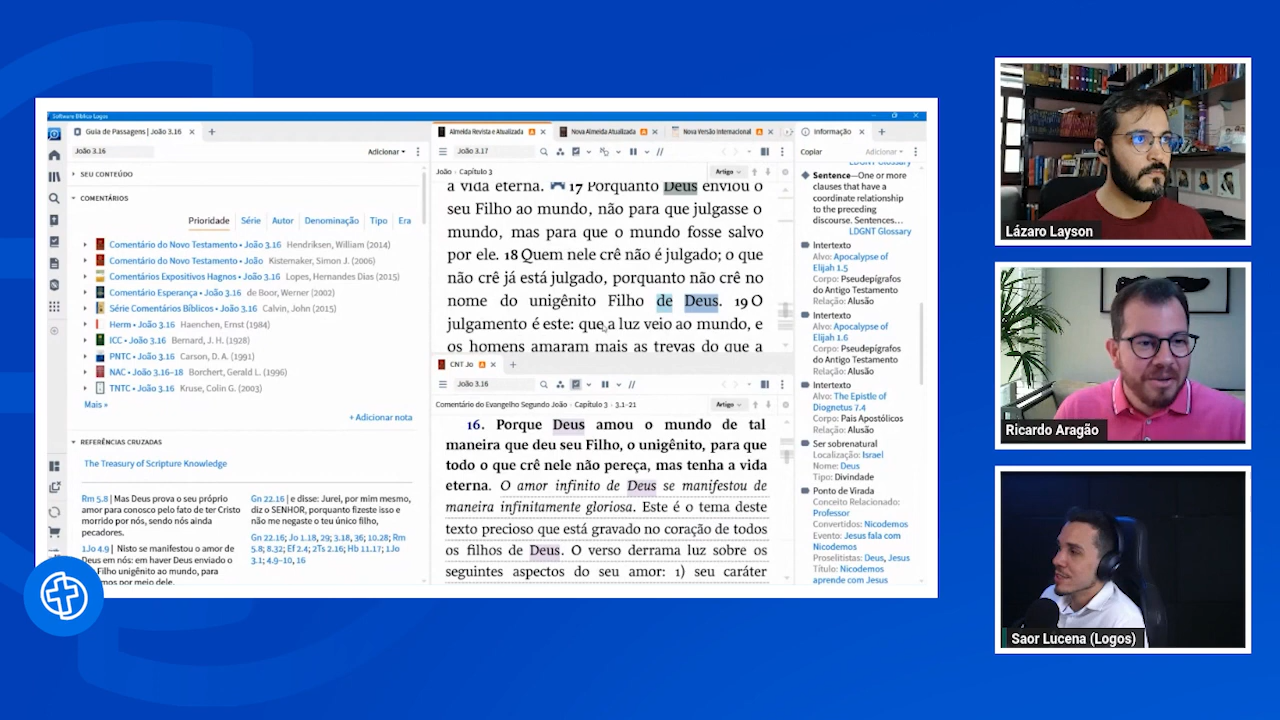 Software Bíblico Logos
Guia de Passagens | João 3.16
João 3.16
Adicionar
SEU CONTEÚDO
COMENTÁRIOS
Prioridade Série Autor Denominação Tipo Era
Comentário do Novo Testamento • João 3.16 Hendriksen, William (2014)
Comentário do Novo Testamento • João 3.16 Kistemaker, Simon J. (2006)
Comentários Expositivos Hagnos • João 3.16 Lopes, Hernandes Dias (2015)
Comentário Esperança • João 3.16 de Boor, Werner (2002)
Série Comentários Bíblicos • João 3.16 Calvin, John (2015)
Herm • João 3.16 Haenchen, Ernst (1984)
ICC • João 3.16 Bernard, J. H. (1928)
PNTC • João 3.16 Carson, D. A. (1991)
NAC • João 3.16–18 Borchert, Gerald L. (1996)
TNTC • João 3.16 Kruse, Colin G. (2003)
Mais »
+ Adicionar nota
REFERÊNCIAS CRUZADAS
The Treasury of Scripture Knowledge
Rm 5.8 | Mas Deus prova o seu próprio
amor para conosco pelo fato de ter Cristo
morrido por nós, sendo nós ainda
pecadores.
1Jo 4.9 | Nisto se manifestou o amor de
Deus em nós: em haver Deus enviado o
Filho unigênito ao mundo, para
mos por meio dele.
Gn 22.16 | e disse: Jurei, por mim mesmo,
diz o SENHOR, porquanto fizeste isso e
não me negaste o teu único filho,
Gn 22.16; Jo 1.18, 29; 3.18, 36; 10.28; Rm
5.8; 8.32; Ef 2.4; 2Ts 2.16; Hb 11.17; 1Jo
3.1; 4.9–10, 16
Almeida Revista e Atualizada Nova Almeida Atualizada Nova Versão Internacional
João 3.17
João · Capítulo 3
Artigo
a vida eterna. 17 Porquanto Deus enviou o
seu Filho ao mundo, não para que julgasse o
mundo, mas para que o mundo fosse salvo
por ele. 18 Quem nele crê não é julgado; o que
não crê já está julgado, porquanto não crê no
nome do unigênito Filho de Deus. 19 O
julgamento é este: que a luz veio ao mundo, e
os homens amaram mais as trevas do que a
CNT Jo
João 3.16
Comentário do Evangelho Segundo João · Capítulo 3 · 3.1–21
Artigo
16. Porque Deus amou o mundo de tal
maneira que deu seu Filho, o unigênito, para que
todo o que crê nele não pereça, mas tenha a vida
eterna. O amor infinito de Deus se manifestou de
maneira infinitamente gloriosa. Este é o tema deste
texto precioso que está gravado no coração de todos
os filhos de Deus. O verso derrama luz sobre os
seguintes aspectos do seu amor: 1) seu caráter
Informação
Copiar
Adicionar
LDGNT Glossary
Sentence—One or more
clauses that have a
coordinate relationship
to the preceding
discourse. Sentences…
LDGNT Glossary
Intertexto
Alvo: Apocalypse of
Elijah 1.5
Corpo: Pseudepígrafos
do Antigo Testamento
Relação: Alusão
Intertexto
Alvo: Apocalypse of
Elijah 1.6
Corpo: Pseudepígrafos
do Antigo Testamento
Relação: Alusão
Intertexto
Alvo: The Epistle of
Diognetus 7.4
Corpo: Pais Apostólicos
Relação: Alusão
Ser sobrenatural
Localização: Israel
Nome: Deus
Tipo: Divindade
Ponto de Virada
Conceito Relacionado:
Professor
Convertidos: Nicodemos
Evento: Jesus fala com
Nicodemos
Proselitistas: Deus, Jesus
Título: Nicodemos
aprende com Jesus
Lázaro Layson
Ricardo Aragão
Saor Lucena (Logos)